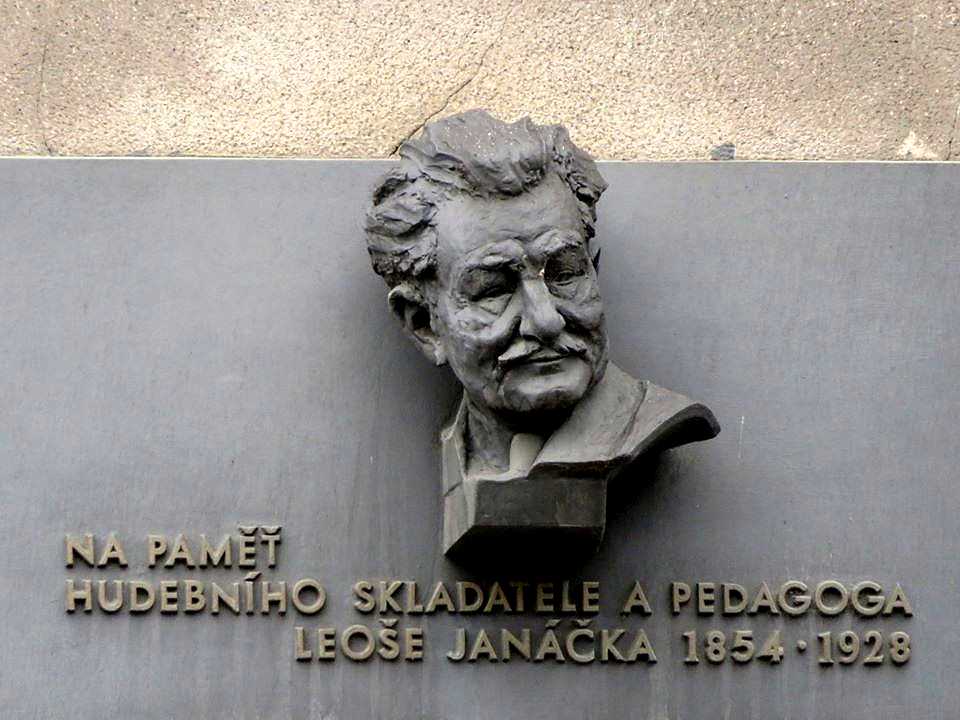 NA PAMĚŤ
HUDEBNÍHO SKLADATELE A PEDAGOGA
LEOŠE JANÁČKA 1854 · 1928